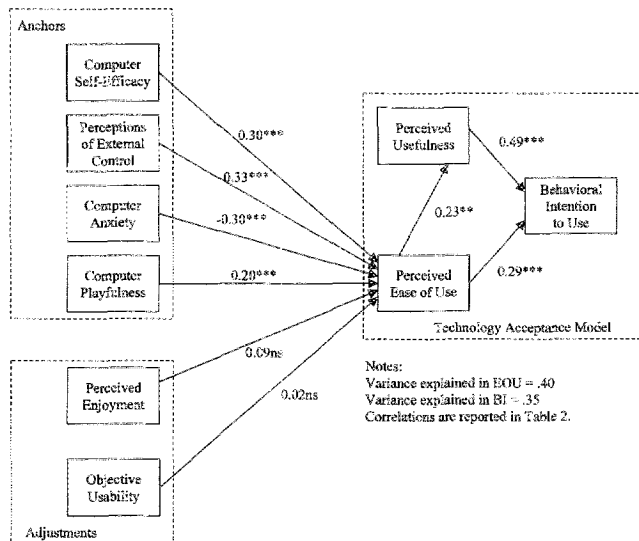 Anchors
Computer
Self-Efficacy
Perceptions
of External
Control
Computer
Anxiety
Computer
Playfulness
0.30***
0.33***
-0.30***
0.20***
Perceived
Usefulness
0.49***
Behavioral
Intention
to Use
0.23**
Perceived
Ease of Use
0.29***
Technology Acceptance Model
0.09ns
0.02ns
Perceived
Enjoyment
Objective
Usability
Adjustments
Notes:
Variance explained in EOU = .40
Variance explained in BI = .35
Correlations are reported in Table 2.